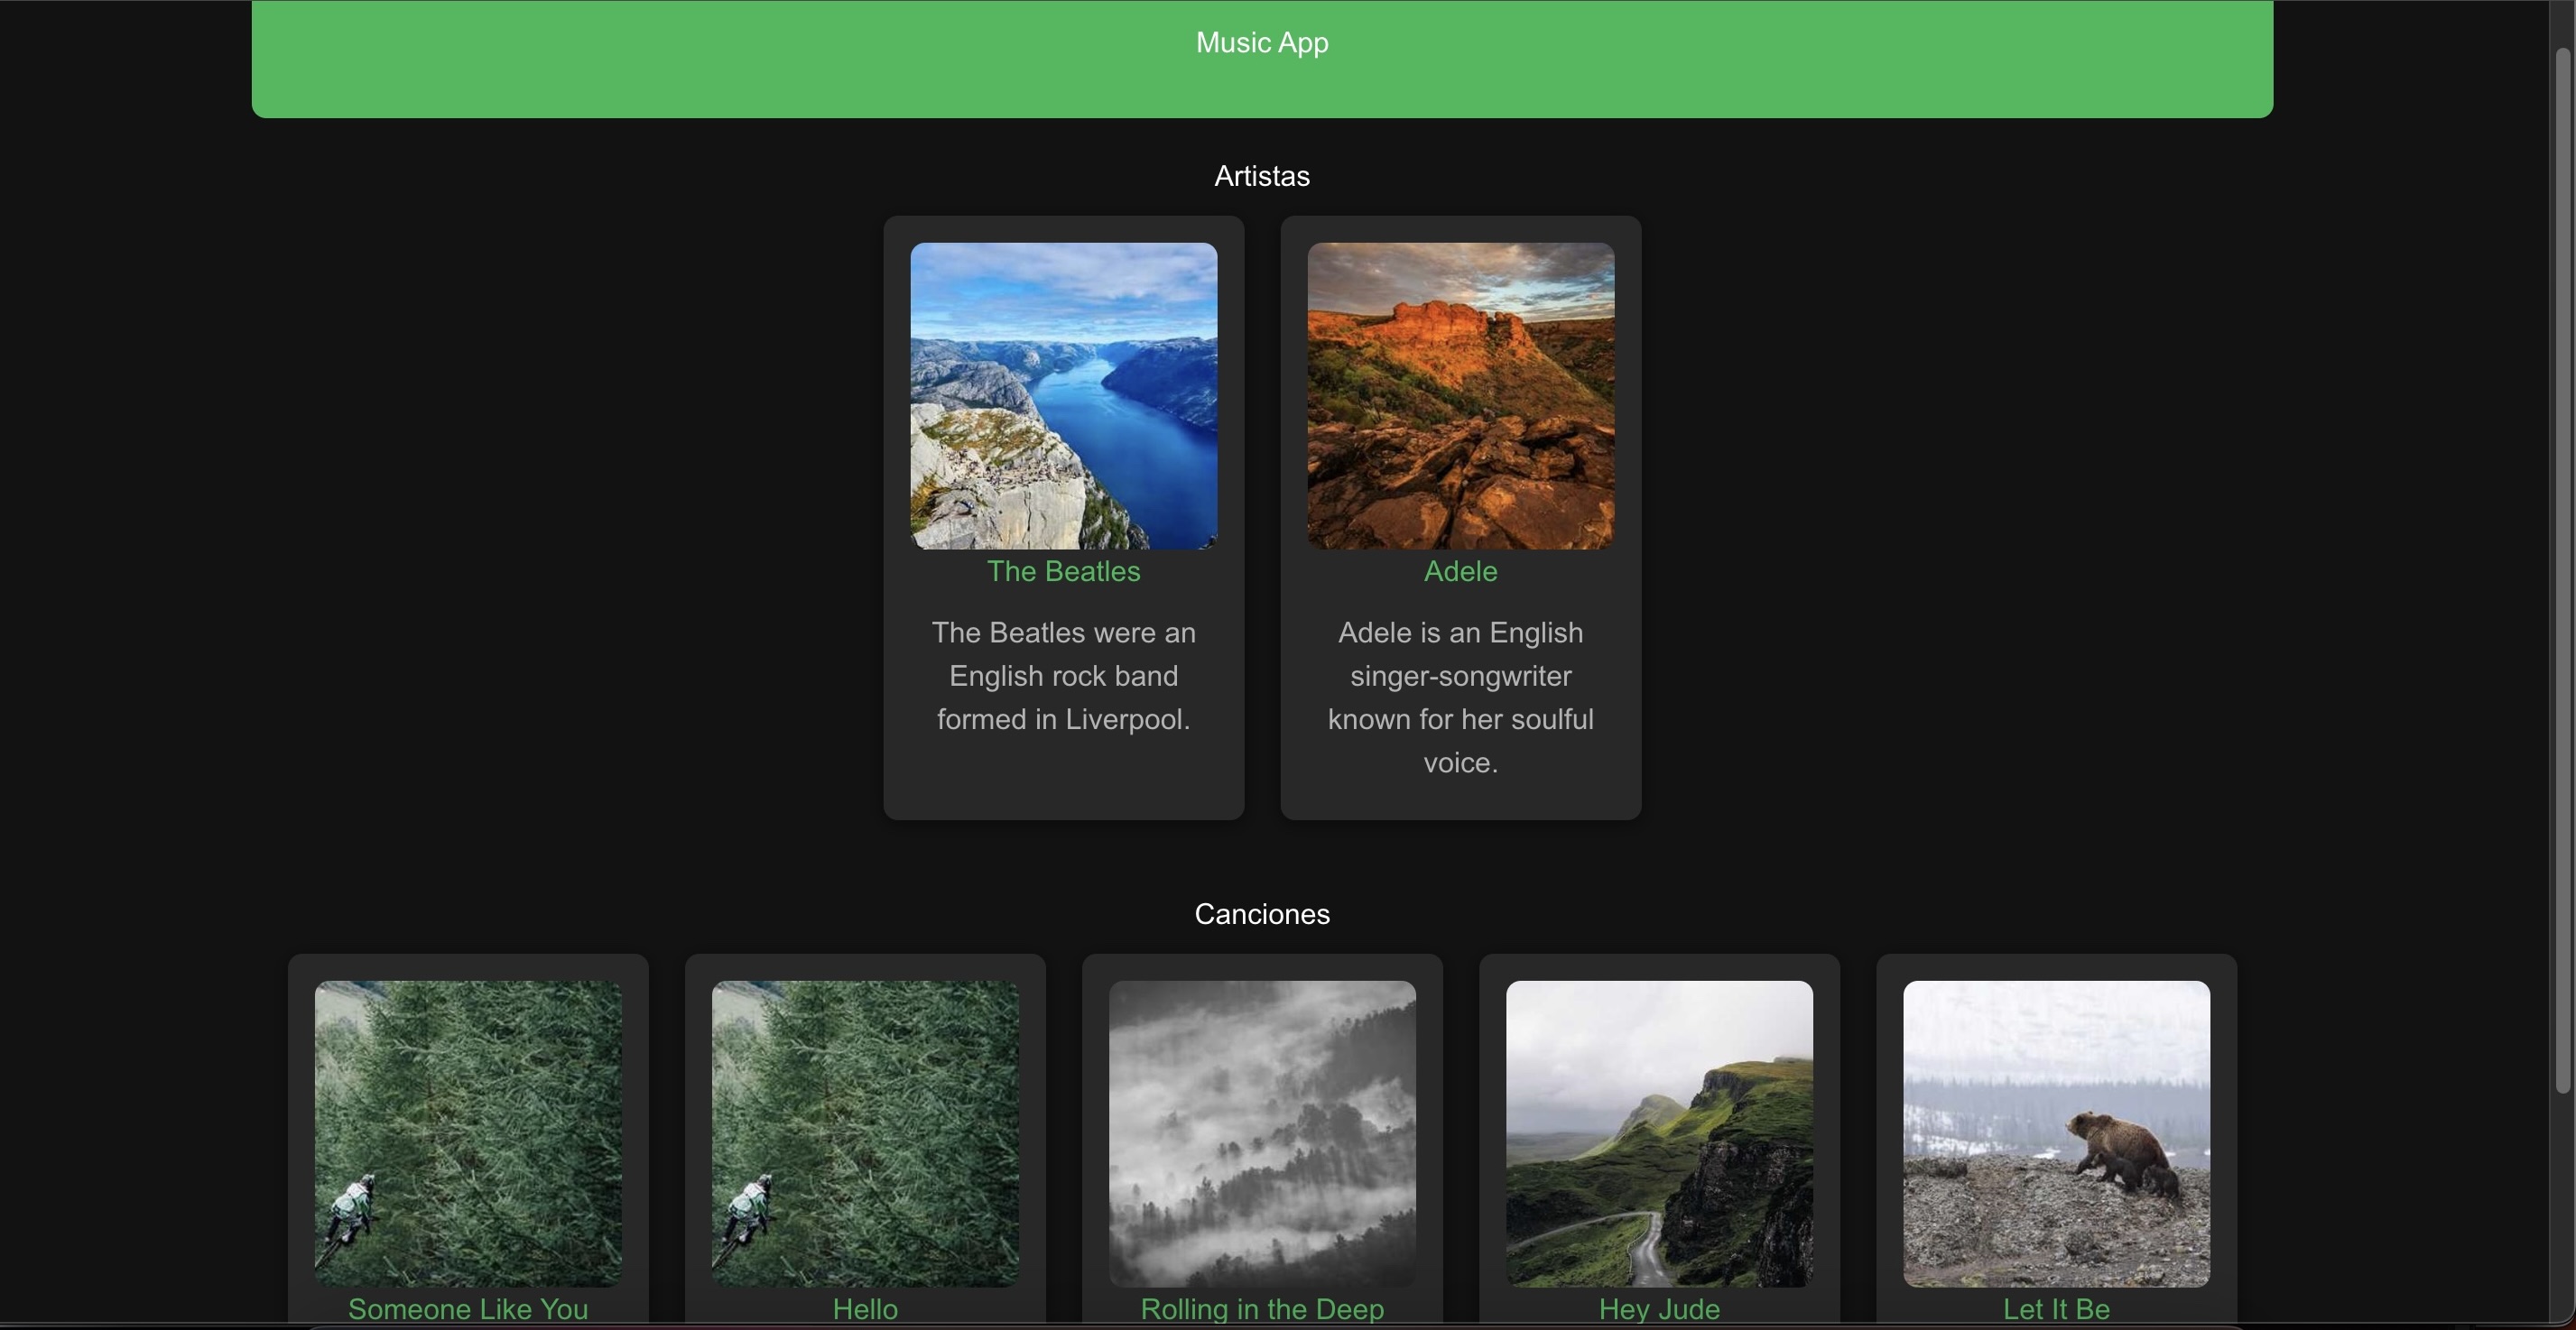 Music App
Artistas
The Beatles
The Beatles were an
English rock band
formed in Liverpool.
Adele
Adele is an English
singer-songwriter
known for her soulful
voice.
Canciones
Someone Like You
Hello
Rolling in the Deep
Hey Jude
Let It Be